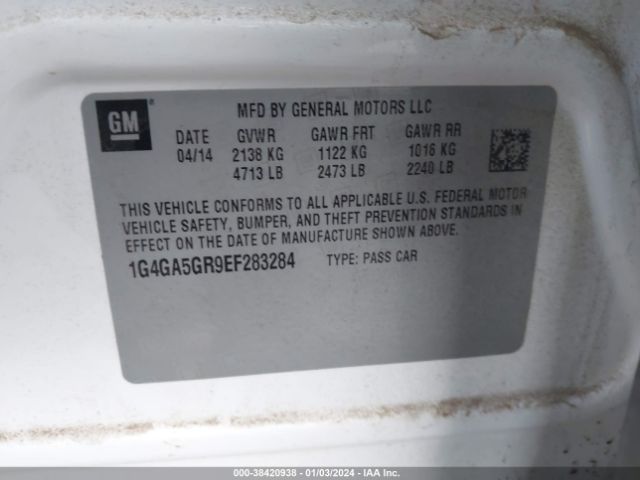 GM ®
MFD BY GENERAL MOTORS LLC
DATE GVWR GAWR FRT GAWR RR
04/14 2138 KG 1122 KG 1016 KG
4713 LB 2473 LB 2240 LB
THIS VEHICLE CONFORMS TO ALL APPLICABLE U.S. FEDERAL MOTOR
VEHICLE SAFETY, BUMPER, AND THEFT PREVENTION STANDARDS IN
EFFECT ON THE DATE OF MANUFACTURE SHOWN ABOVE.
1G4GA5GR9EF283284 TYPE: PASS CAR
000-38420938 - 01/03/2024 - IAA Inc.